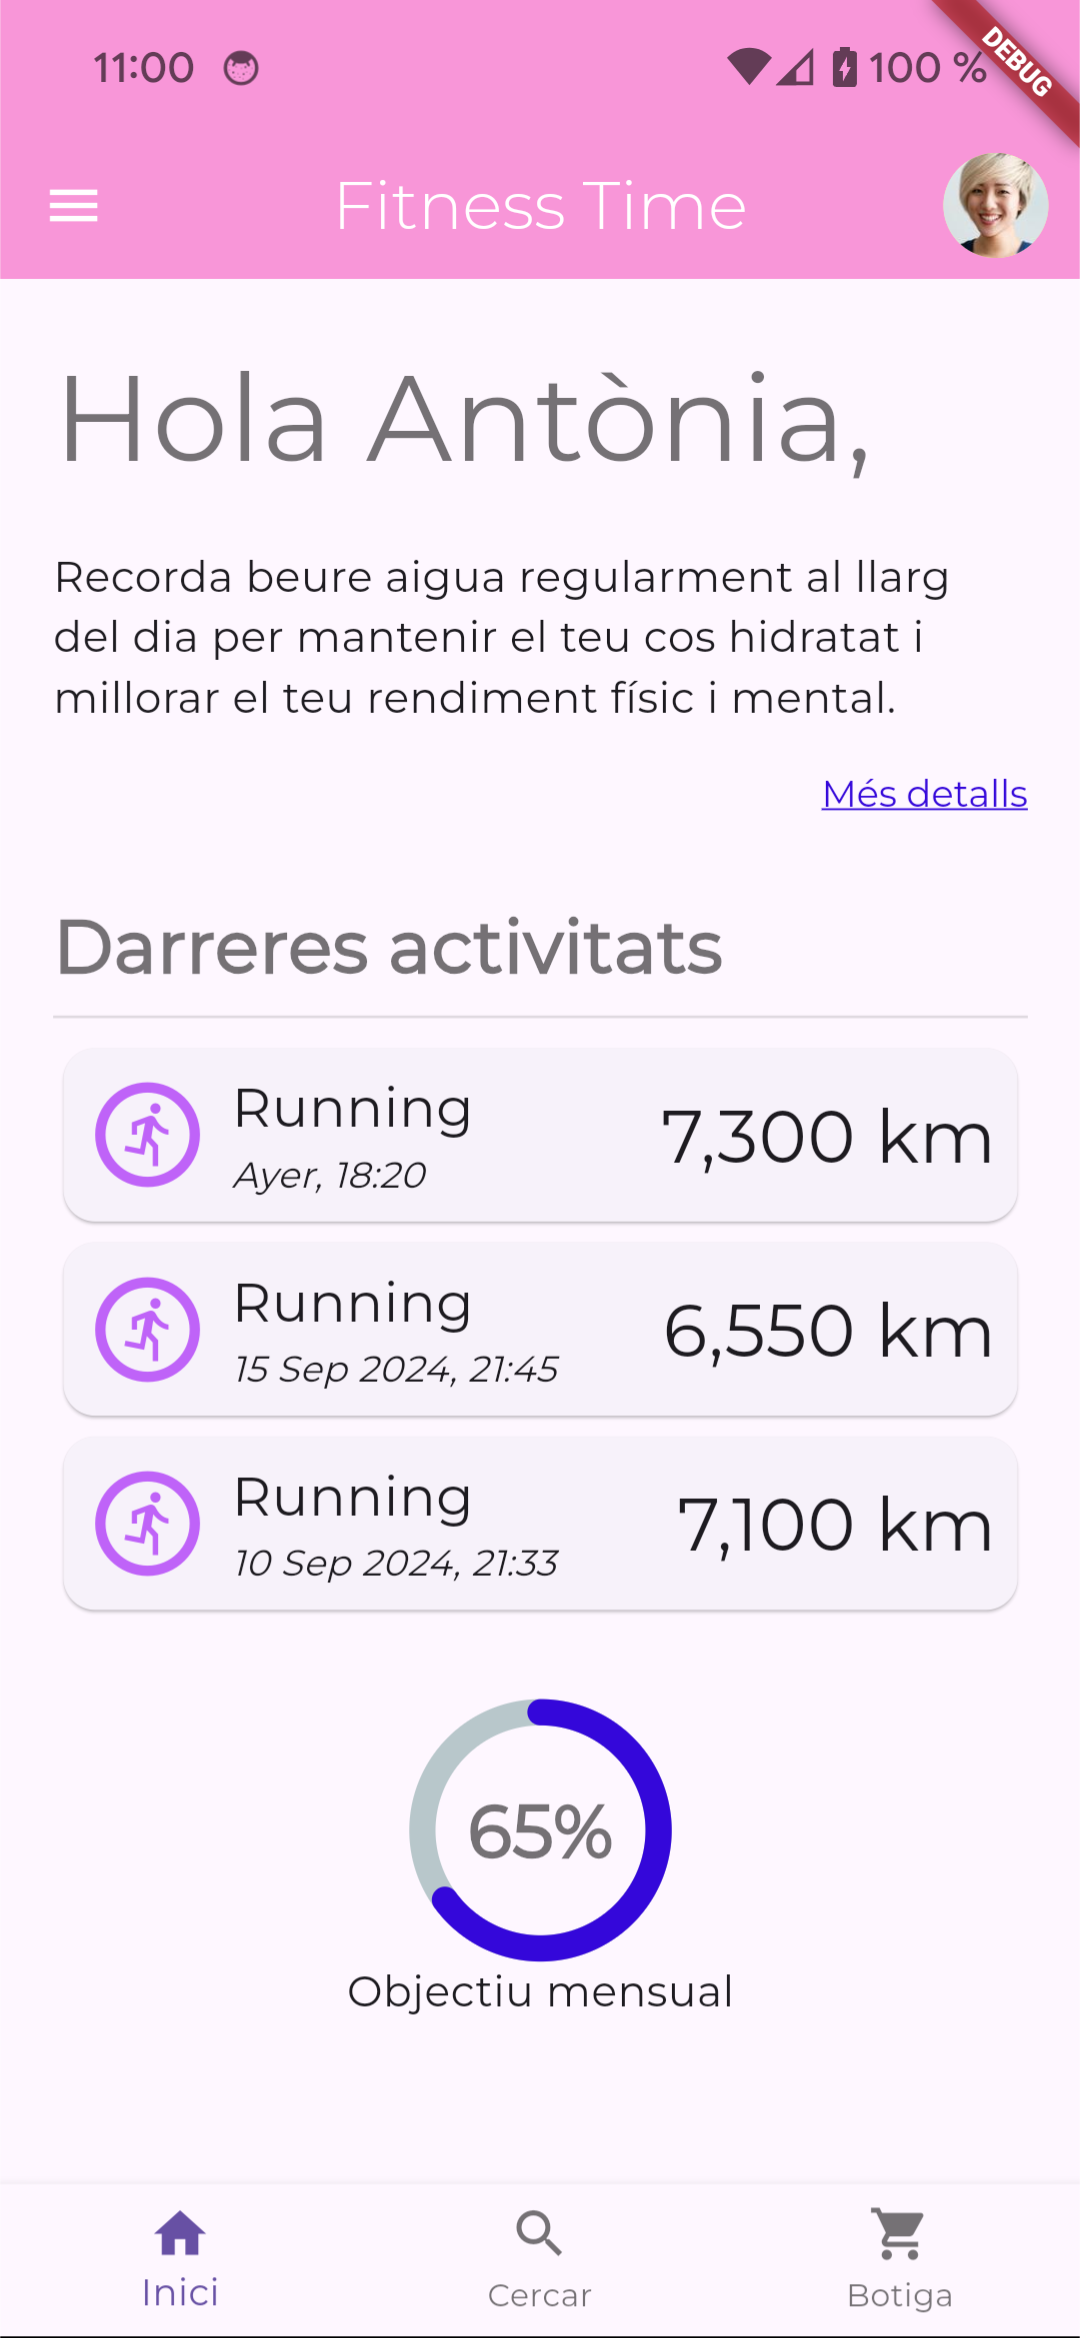 11:00
100 %
DEBUG
Fitness Time
Hola Antònia,
Recorda beure aigua regularment al llarg
del dia per mantenir el teu cos hidratat i
millorar el teu rendiment físic i mental.
Més detalls
Darreres activitats
Running
Ayer, 18:20
7,300 km
Running
15 Sep 2024, 21:45
6,550 km
Running
10 Sep 2024, 21:33
7,100 km
65%
Objectiu mensual
Inici
Cercar
Botiga